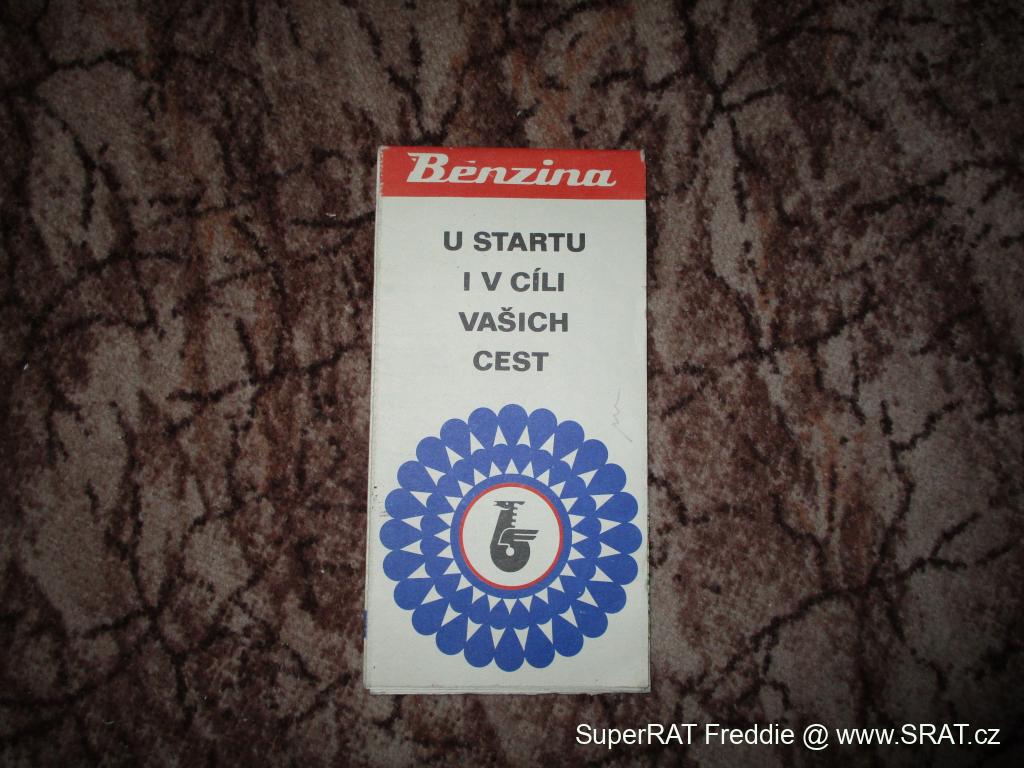 Benzina
U STARTU
I V CÍLI
VAŠICH
CEST
SuperRAT Freddie @ www.SRAT.cz